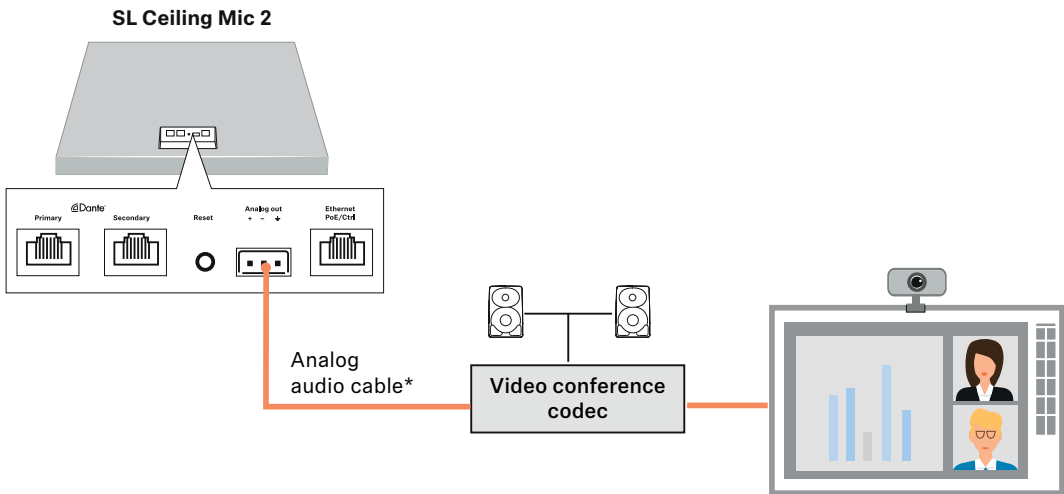 SL Ceiling Mic 2
Dante
Primary
Secondary
Reset
Analog out
+ - ⏚
Ethernet
PoE/Ctrl
Analog
audio cable*
Video conference
codec